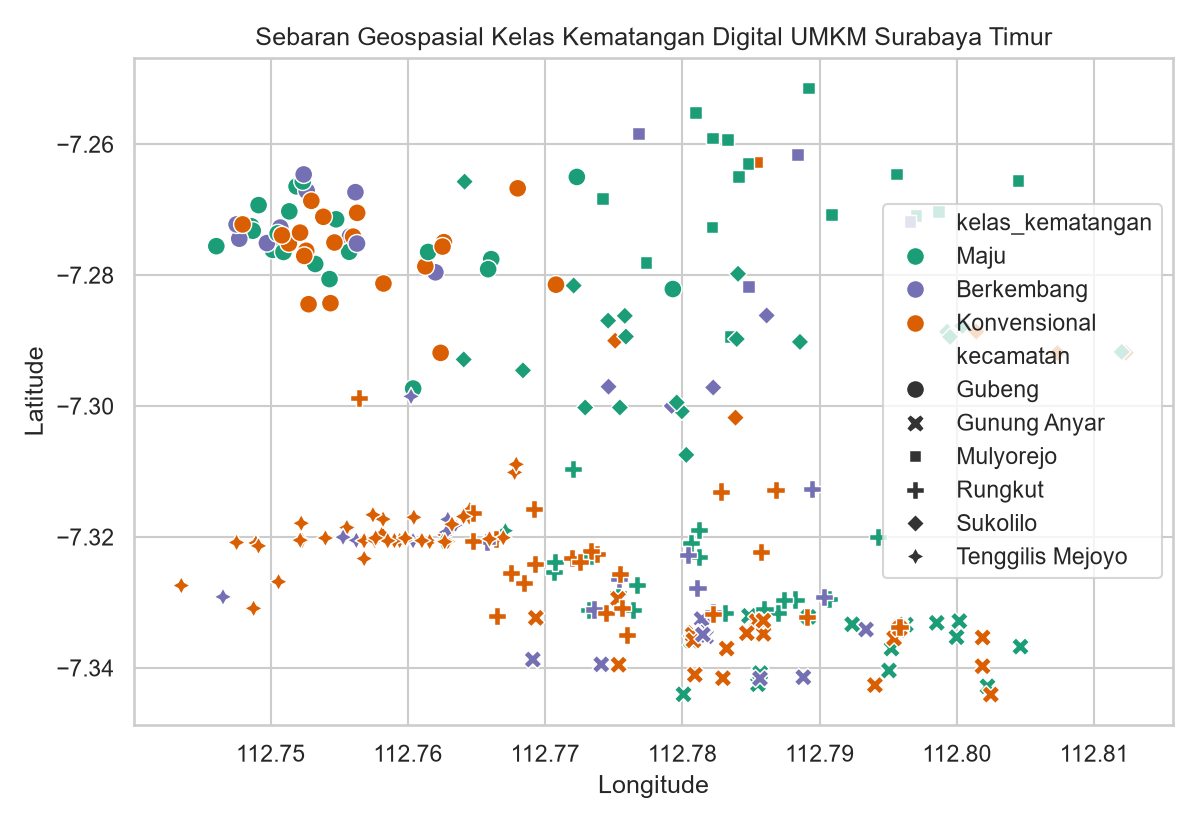 Sebaran Geospasial Kelas Kematangan Digital UMKM Surabaya Timur
Latitude
−7.26
−7.28
−7.30
−7.32
−7.34
kelas_kematangan
Maju
Berkembang
Konvensional
kecamatan
Gubeng
Gunung Anyar
Mulyorejo
Rungkut
Sukolilo
Tenggilis Mejoyo
112.75 112.76 112.77 112.78 112.79 112.80 112.81
Longitude